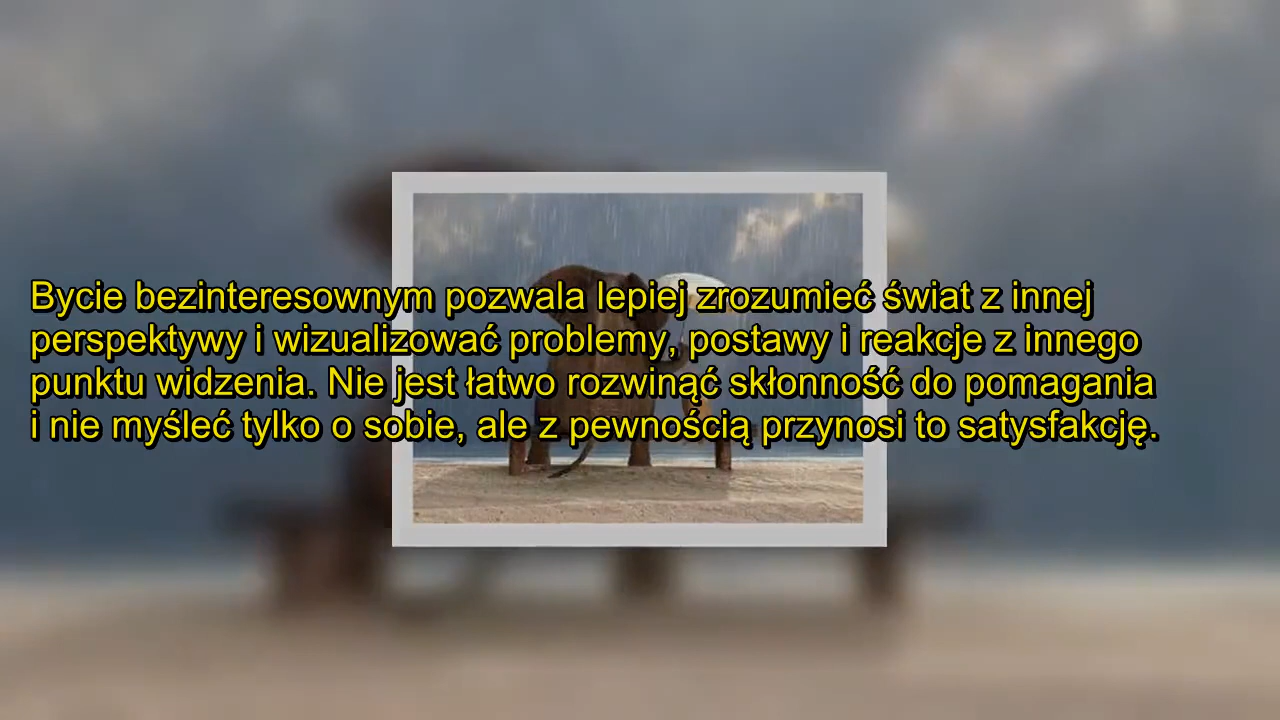 Bycie bezinteresownym pozwala lepiej zrozumieć świat z innej
perspektywy i wizualizować problemy, postawy i reakcje z innego
punktu widzenia. Nie jest łatwo rozwinąć skłonność do pomagania
i nie myśleć tylko o sobie, ale z pewnością przynosi to satysfakcję.